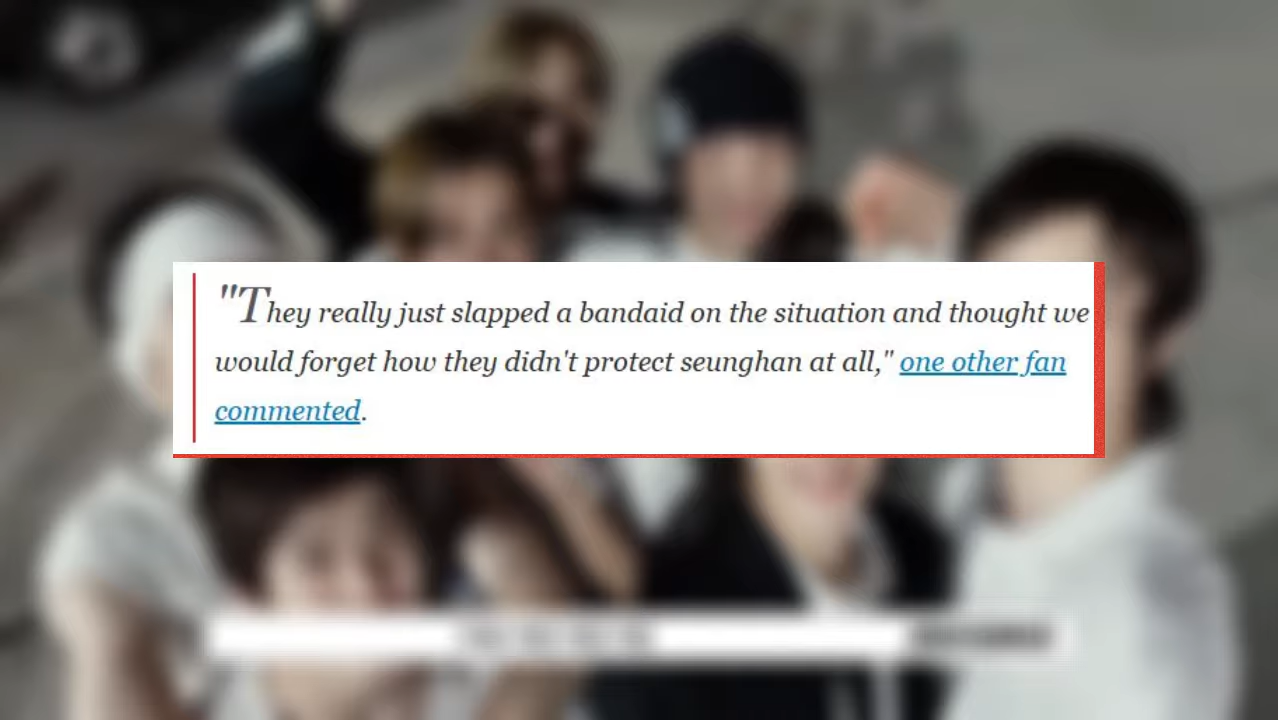 "They really just slapped a bandaid on the situation and thought we
would forget how they didn't protect seunghan at all," one other fan
commented.